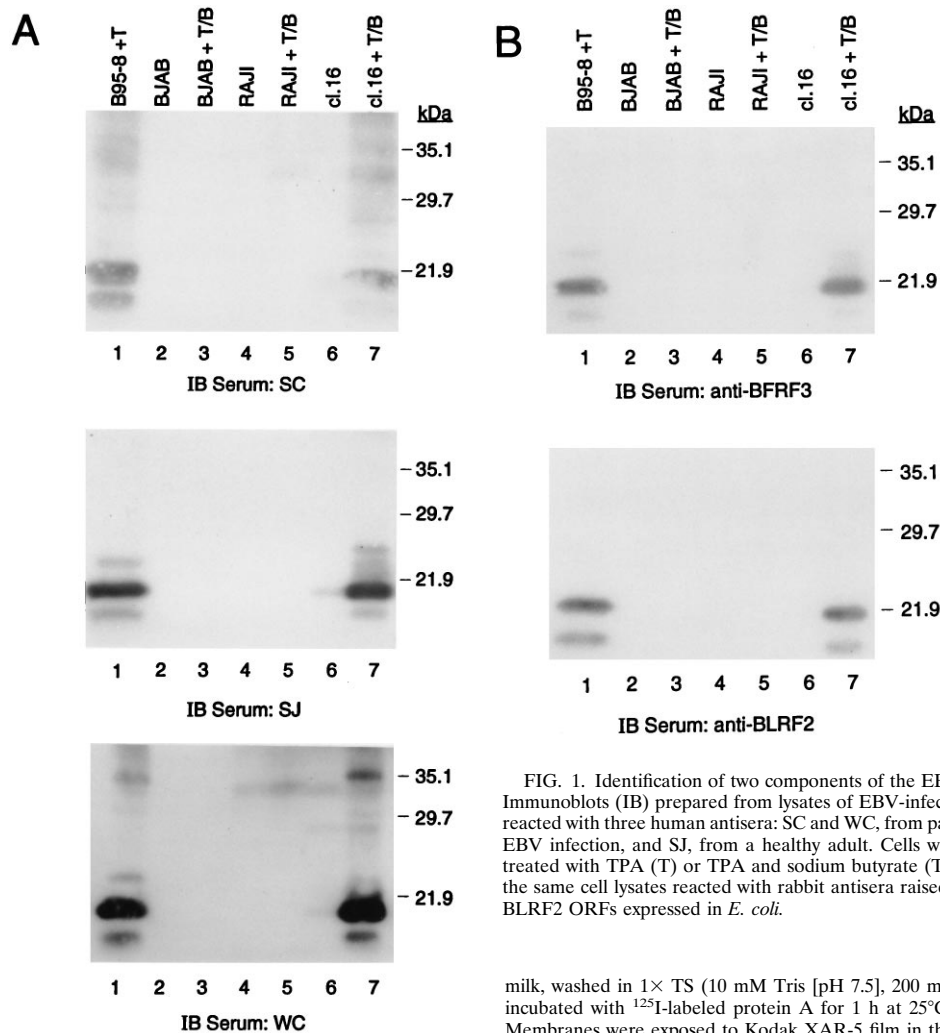 A
B95-8 +T
BJAB
BJAB + T/B
RAJI
RAJI + T/B
cl.16
cl.16 + T/B
kDa
35.1
29.7
21.9
1 2 3 4 5 6 7
IB Serum: SC
35.1
29.7
21.9
1 2 3 4 5 6 7
IB Serum: SJ
35.1
29.7
21.9
1 2 3 4 5 6 7
IB Serum: WC
B
B95-8 +T
BJAB
BJAB + T/B
RAJI
RAJI + T/B
cl.16
cl.16 + T/B
kDa
35.1
29.7
21.9
1 2 3 4 5 6 7
IB Serum: anti-BFRF3
35.1
29.7
21.9
1 2 3 4 5 6 7
IB Serum: anti-BLRF2
FIG. 1. Identification of two components of the
Immunoblots (IB) prepared from lysates of
reacted with three human antisera: SC and WC, from
EBV infection, and SJ, from a healthy adult. Cells
treated with TPA (T) or TPA and sodium butyrate
the same cell lysates reacted with rabbit antisera
BLRF2 ORFs expressed in E. coli.
milk, washed in 1× TS (10 mM Tris [pH 7.5], 200
incubated with ¹²⁵I-labeled protein A for 1 h at
Membranes were exposed to Kodak XAR-5 film in